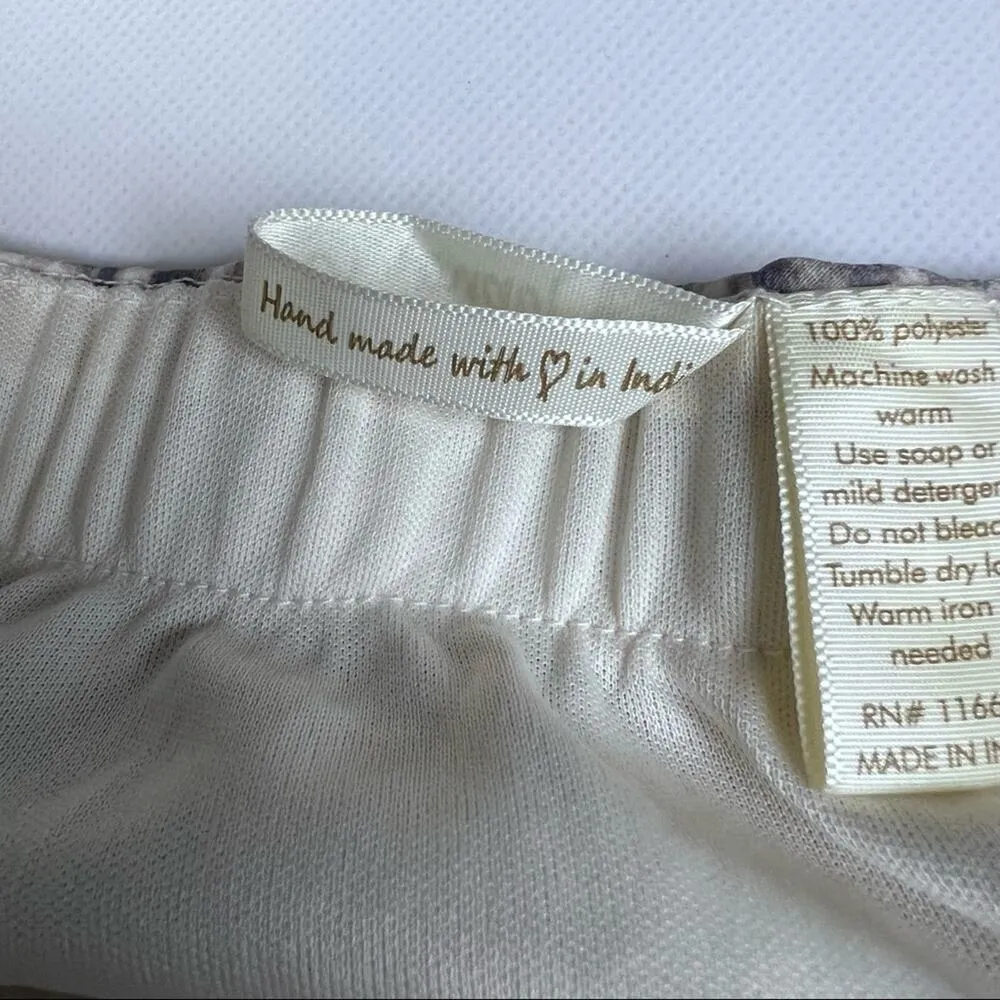 Hand made with ♡ in Indi
100% polyester
Machine wash
warm
Use soap or
mild detergen
Do not bleac
Tumble dry lo
Warm iron
needed
RN# 1166
MADE IN IN